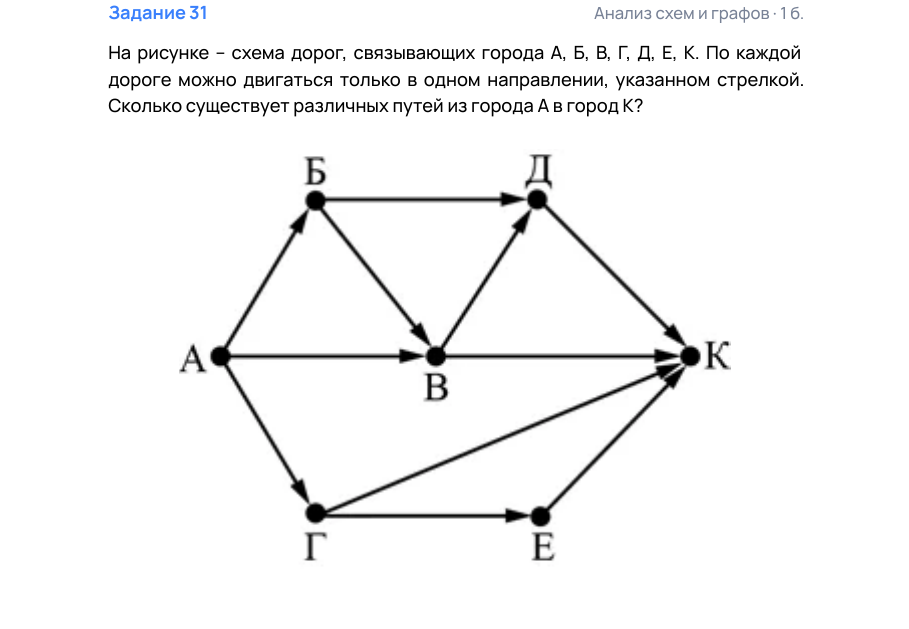 Задание 31
Анализ схем и графов · 1 б.
На рисунке – схема дорог, связывающих города А, Б, В, Г, Д, Е, К. По каждой
дороге можно двигаться только в одном направлении, указанном стрелкой.
Сколько существует различных путей из города А в город К?
Б
Д
А
В
К
Г
Е